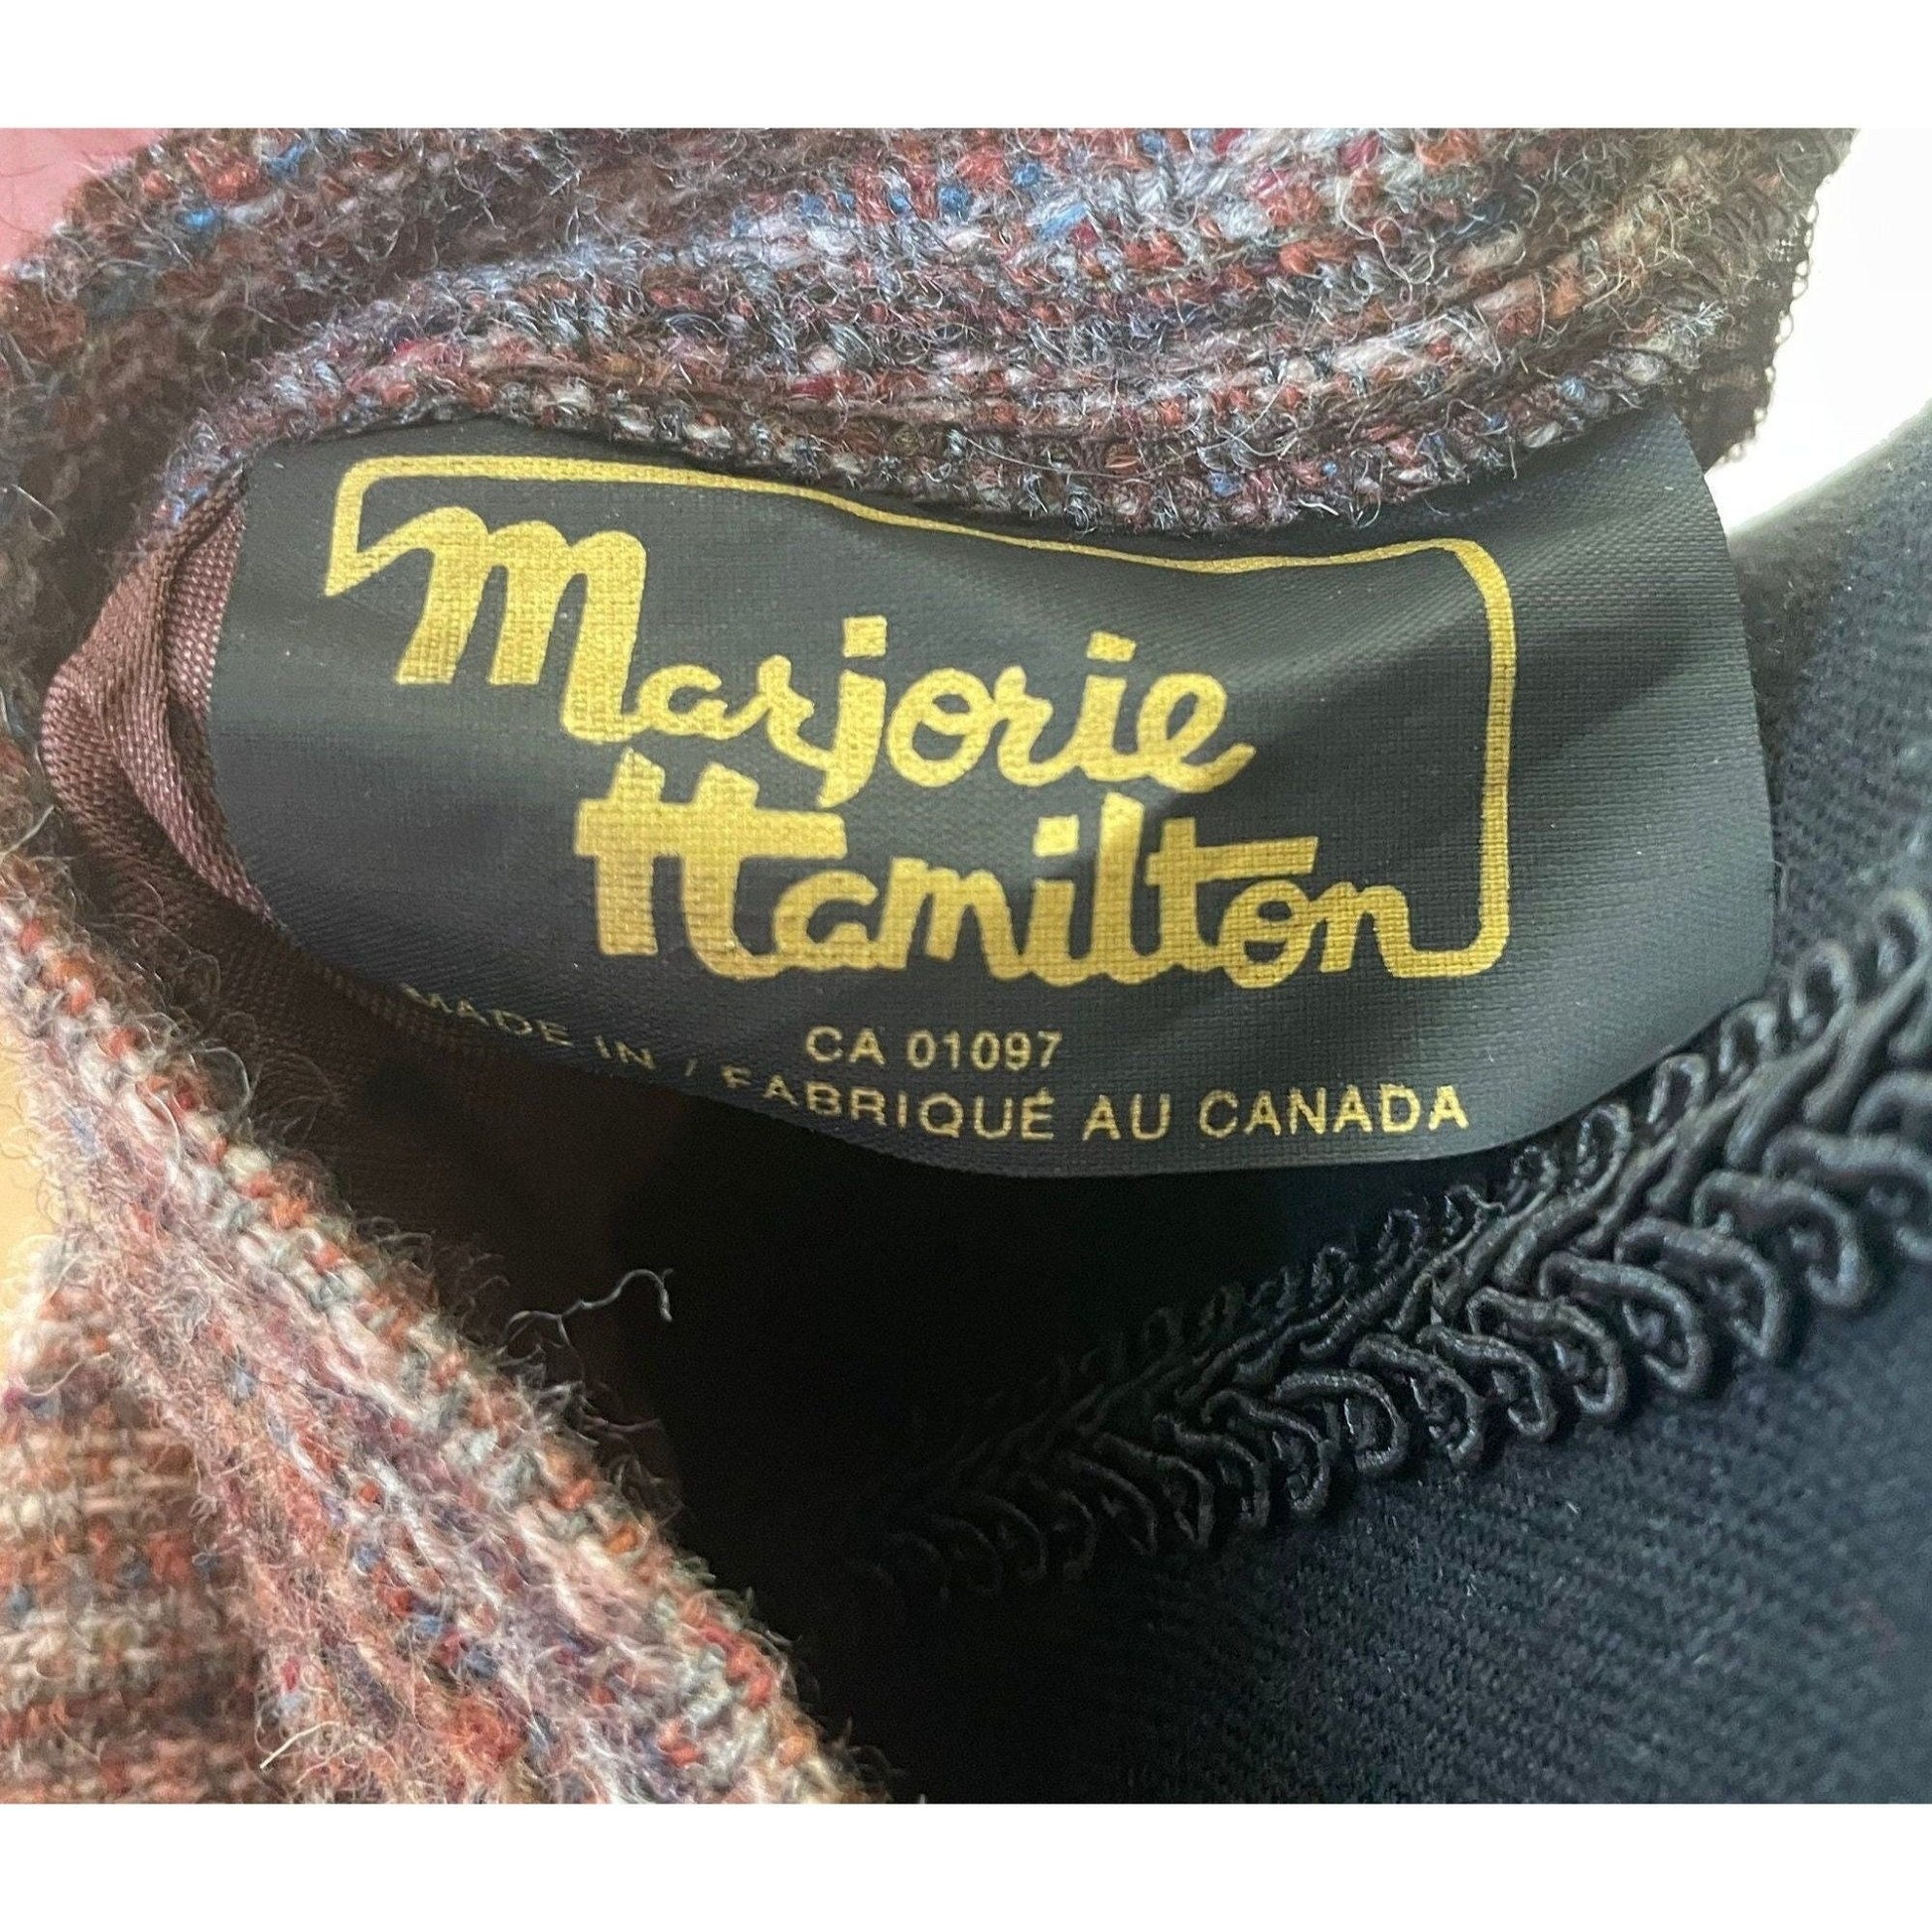 Marjorie
Hamilton
CA 01097
MADE IN / FABRIQUÉ AU CANADA